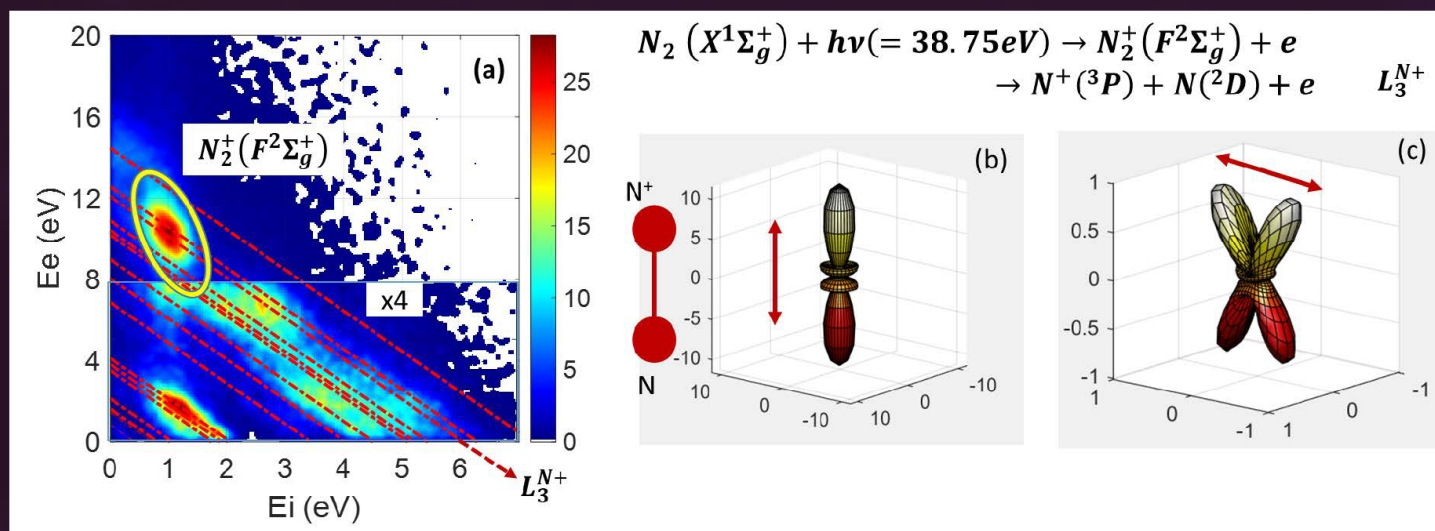 N₂ (X¹Σg⁺) + hν(= 38.75eV) → N₂⁺(F²Σg⁺) + e
→ N⁺(³P) + N(²D) + e L₃ᴺ⁺
(a)
N₂⁺(F²Σg⁺)
x4
20
16
12
8
4
0
Ee (eV)
0 1 2 3 4 5 6
Ei (eV)
L₃ᴺ⁺
25
20
15
10
5
0
(b)
N⁺
N
10
5
0
-5
-10
10 0 -10
10 0 -10
(c)
1
0.5
0
-0.5
-1
1 0 -1
1 0 -1